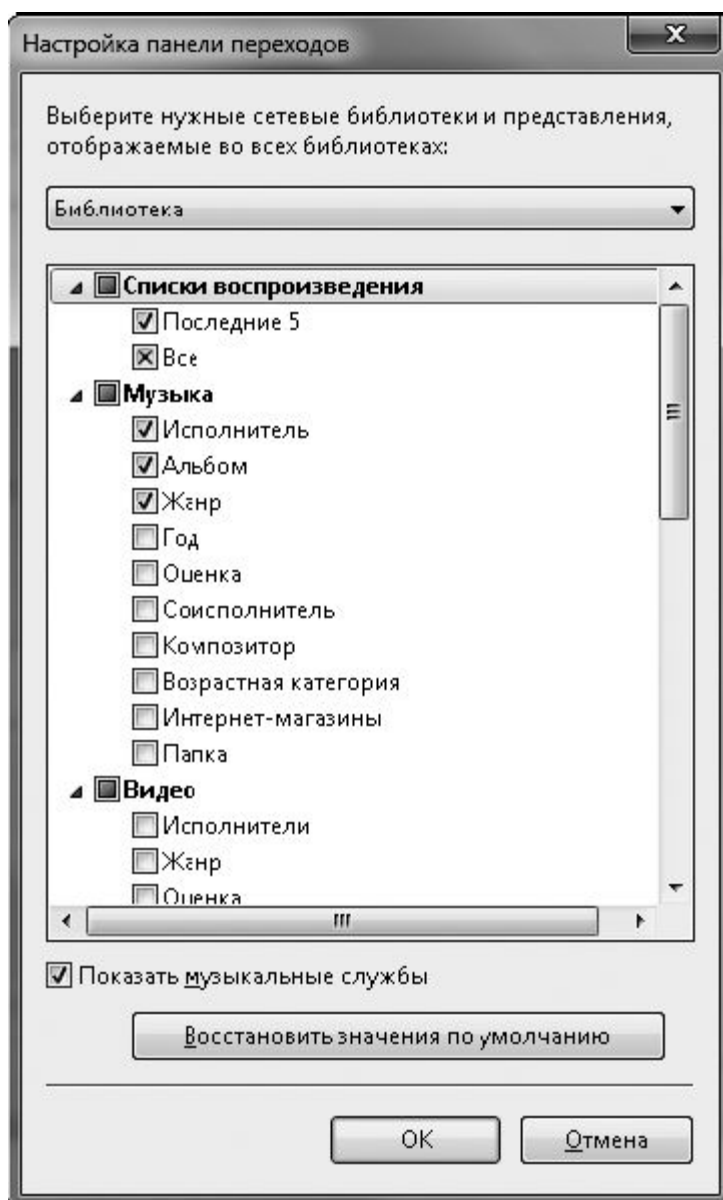 Настройка панели переходов
Выберите нужные сетевые библиотеки и представления,
отображаемые во всех библиотеках:
Библиотека
Списки воспроизведения
Последние 5
Все
Музыка
Исполнитель
Альбом
Жанр
Год
Оценка
Соисполнитель
Композитор
Возрастная категория
Интернет-магазины
Папка
Видео
Исполнители
Жанр
Оценка
Показать музыкальные службы
Восстановить значения по умолчанию
ОК
Отмена